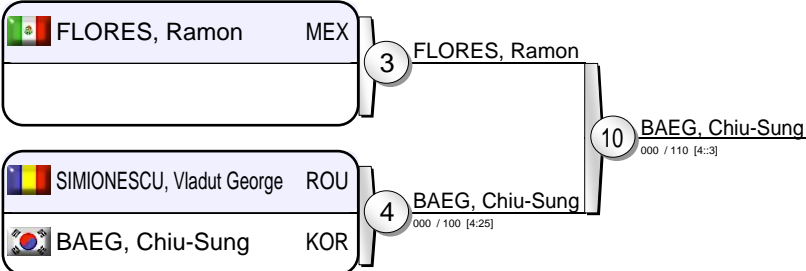 FLORES, Ramon MEX
3
FLORES, Ramon
10
BAEG, Chiu-Sung
000 / 110 [4::3]
SIMIONESCU, Vladut George ROU
4
BAEG, Chiu-Sung
000 / 100 [4:25]
BAEG, Chiu-Sung KOR